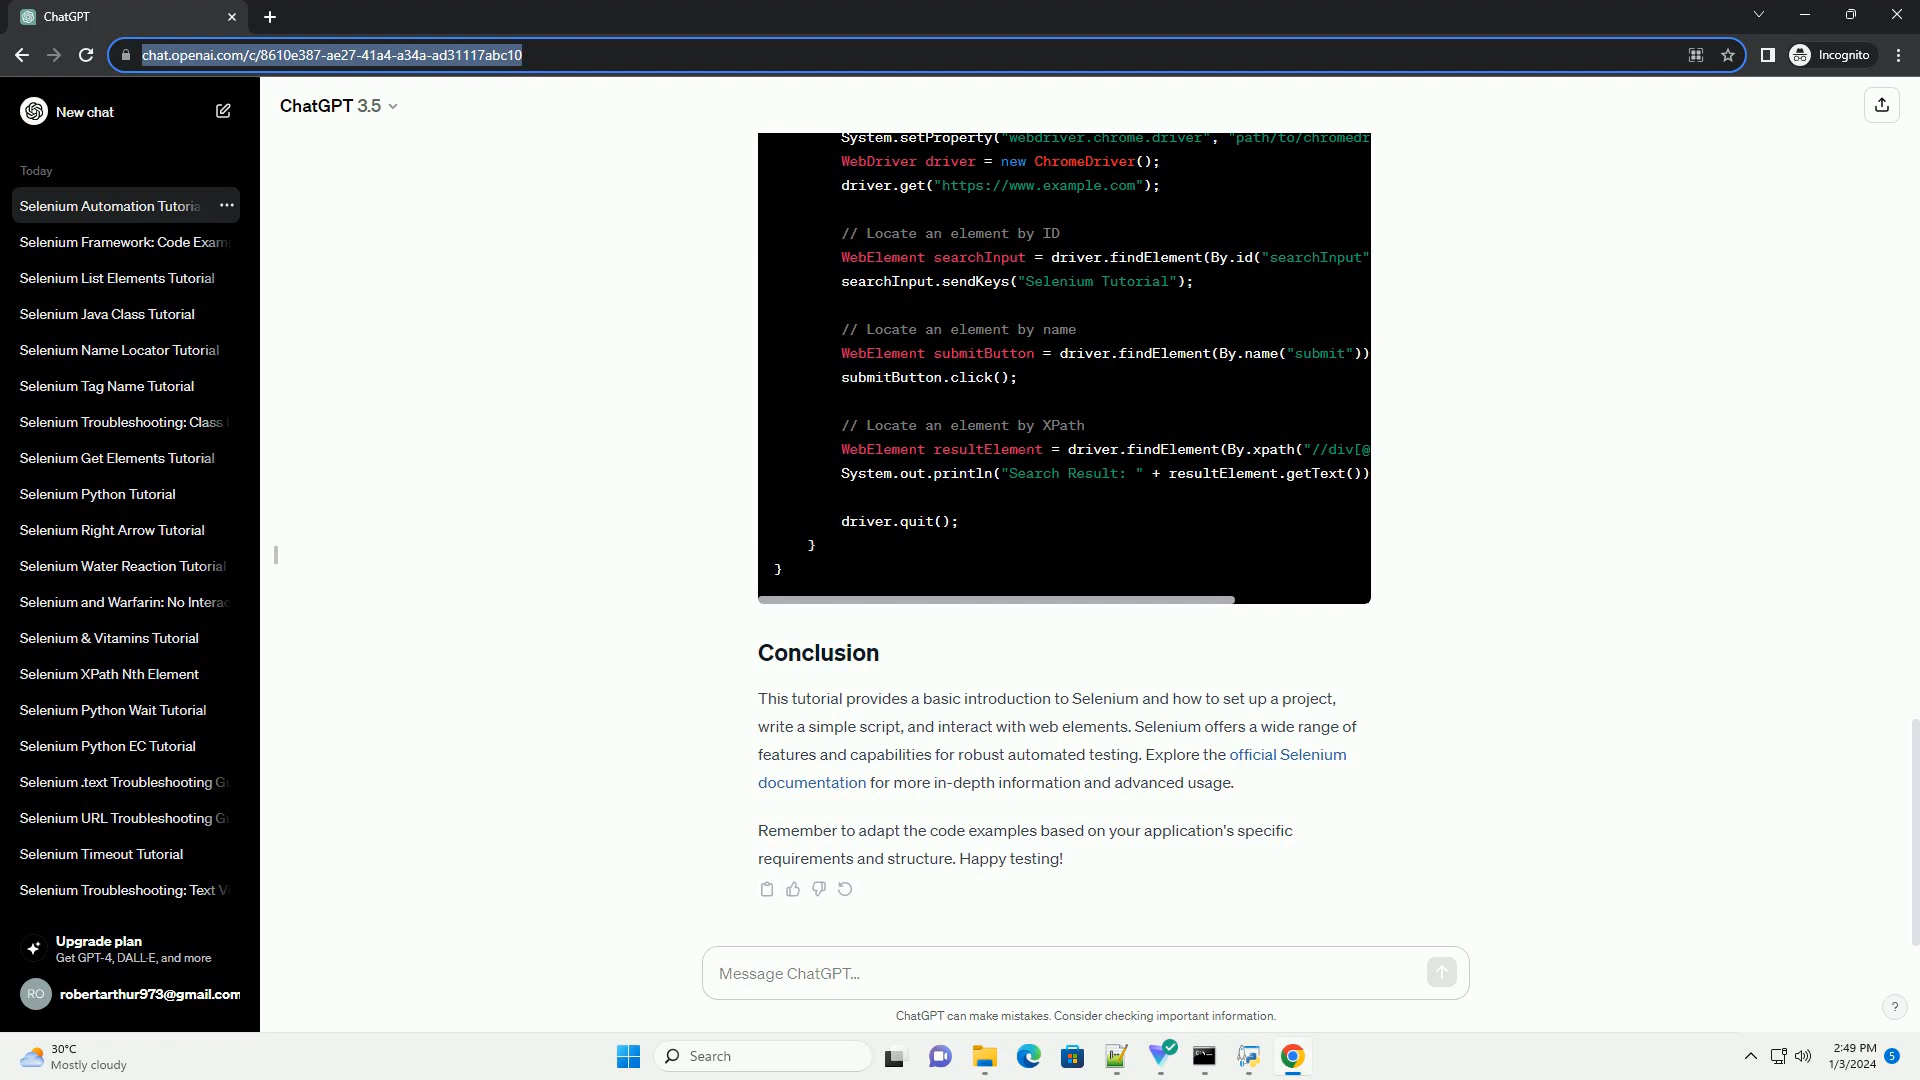 ChatGPT
chat.openai.com/c/8610e387-ae27-41a4-a34a-ad31117abc10
Incognito
New chat
ChatGPT 3.5
Today
Selenium Automation Tutoria
Selenium Framework: Code Exam
Selenium List Elements Tutorial
Selenium Java Class Tutorial
Selenium Name Locator Tutorial
Selenium Tag Name Tutorial
Selenium Troubleshooting: Class
Selenium Get Elements Tutorial
Selenium Python Tutorial
Selenium Right Arrow Tutorial
Selenium Water Reaction Tutorial
Selenium and Warfarin: No Interac
Selenium & Vitamins Tutorial
Selenium XPath Nth Element
Selenium Python Wait Tutorial
Selenium Python EC Tutorial
Selenium .text Troubleshooting G
Selenium URL Troubleshooting G
Selenium Timeout Tutorial
Selenium Troubleshooting: Text V
Upgrade plan
Get GPT-4, DALL·E, and more
RO
robertarthur973@gmail.com
System.setProperty("webdriver.chrome.driver", "path/to/chromedr
WebDriver driver = new ChromeDriver();
driver.get("https://www.example.com");
// Locate an element by ID
WebElement searchInput = driver.findElement(By.id("searchInput"
searchInput.sendKeys("Selenium Tutorial");
// Locate an element by name
WebElement submitButton = driver.findElement(By.name("submit"))
submitButton.click();
// Locate an element by XPath
WebElement resultElement = driver.findElement(By.xpath("//div[@
System.out.println("Search Result: " + resultElement.getText())
driver.quit();
}
}
Conclusion
This tutorial provides a basic introduction to Selenium and how to set up a project,
write a simple script, and interact with web elements. Selenium offers a wide range of
features and capabilities for robust automated testing. Explore the official Selenium
documentation for more in-depth information and advanced usage.
Remember to adapt the code examples based on your application's specific
requirements and structure. Happy testing!
Message ChatGPT...
ChatGPT can make mistakes. Consider checking important information.
?
30°C
Mostly cloudy
Search
2:49 PM
1/3/2024
5